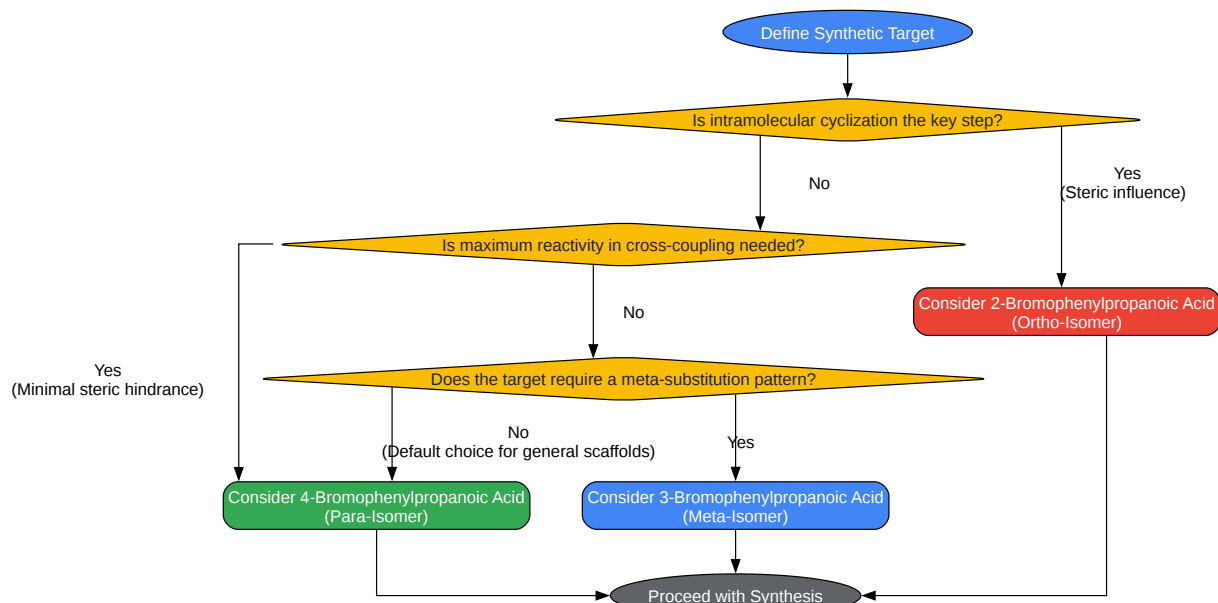 Define Synthetic Target
Is intramolecular cyclization the key step?
No
Yes
(Steric influence)
Is maximum reactivity in cross-coupling needed?
Consider 2-Bromophenylpropanoic Acid
(Ortho-Isomer)
No
Yes
(Minimal steric hindrance)
Does the target require a meta-substitution pattern?
No
(Default choice for general scaffolds)
Yes
Consider 4-Bromophenylpropanoic Acid
(Para-Isomer)
Consider 3-Bromophenylpropanoic Acid
(Meta-Isomer)
Proceed with Synthesis